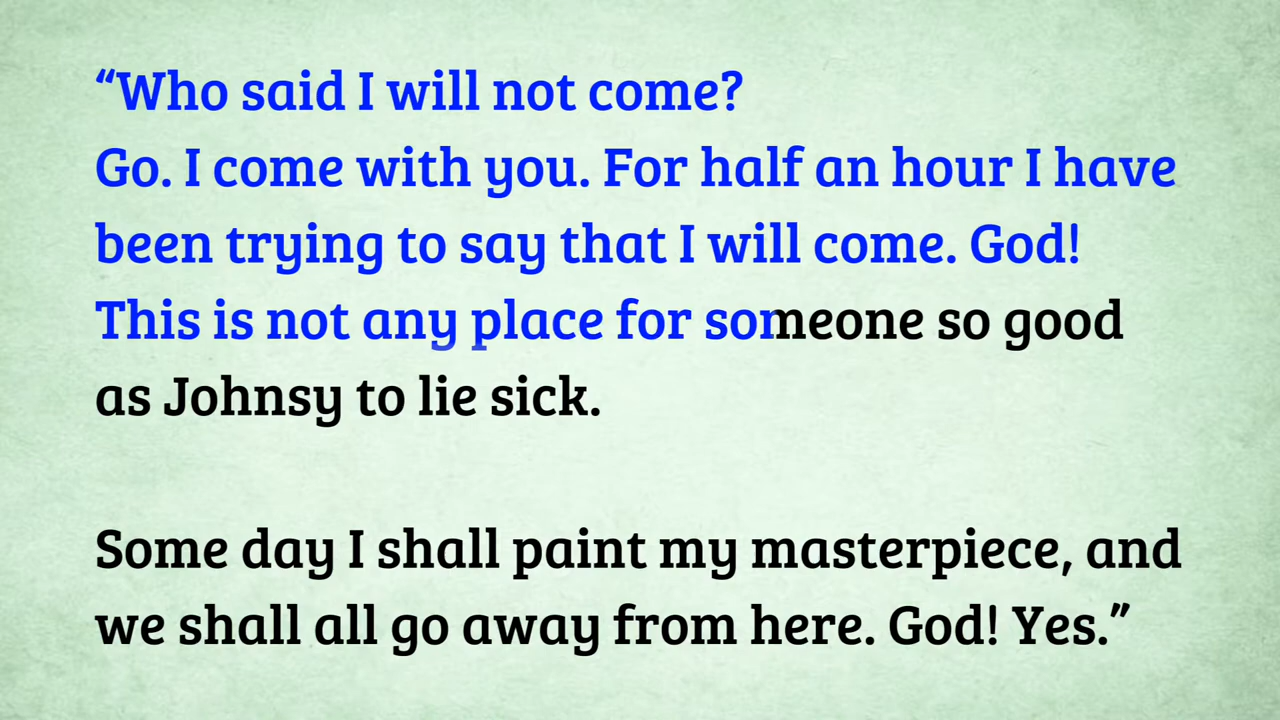 “Who said I will not come?
Go. I come with you. For half an hour I have
been trying to say that I will come. God!
This is not any place for someone so good
as Johnsy to lie sick.
Some day I shall paint my masterpiece, and
we shall all go away from here. God! Yes.”